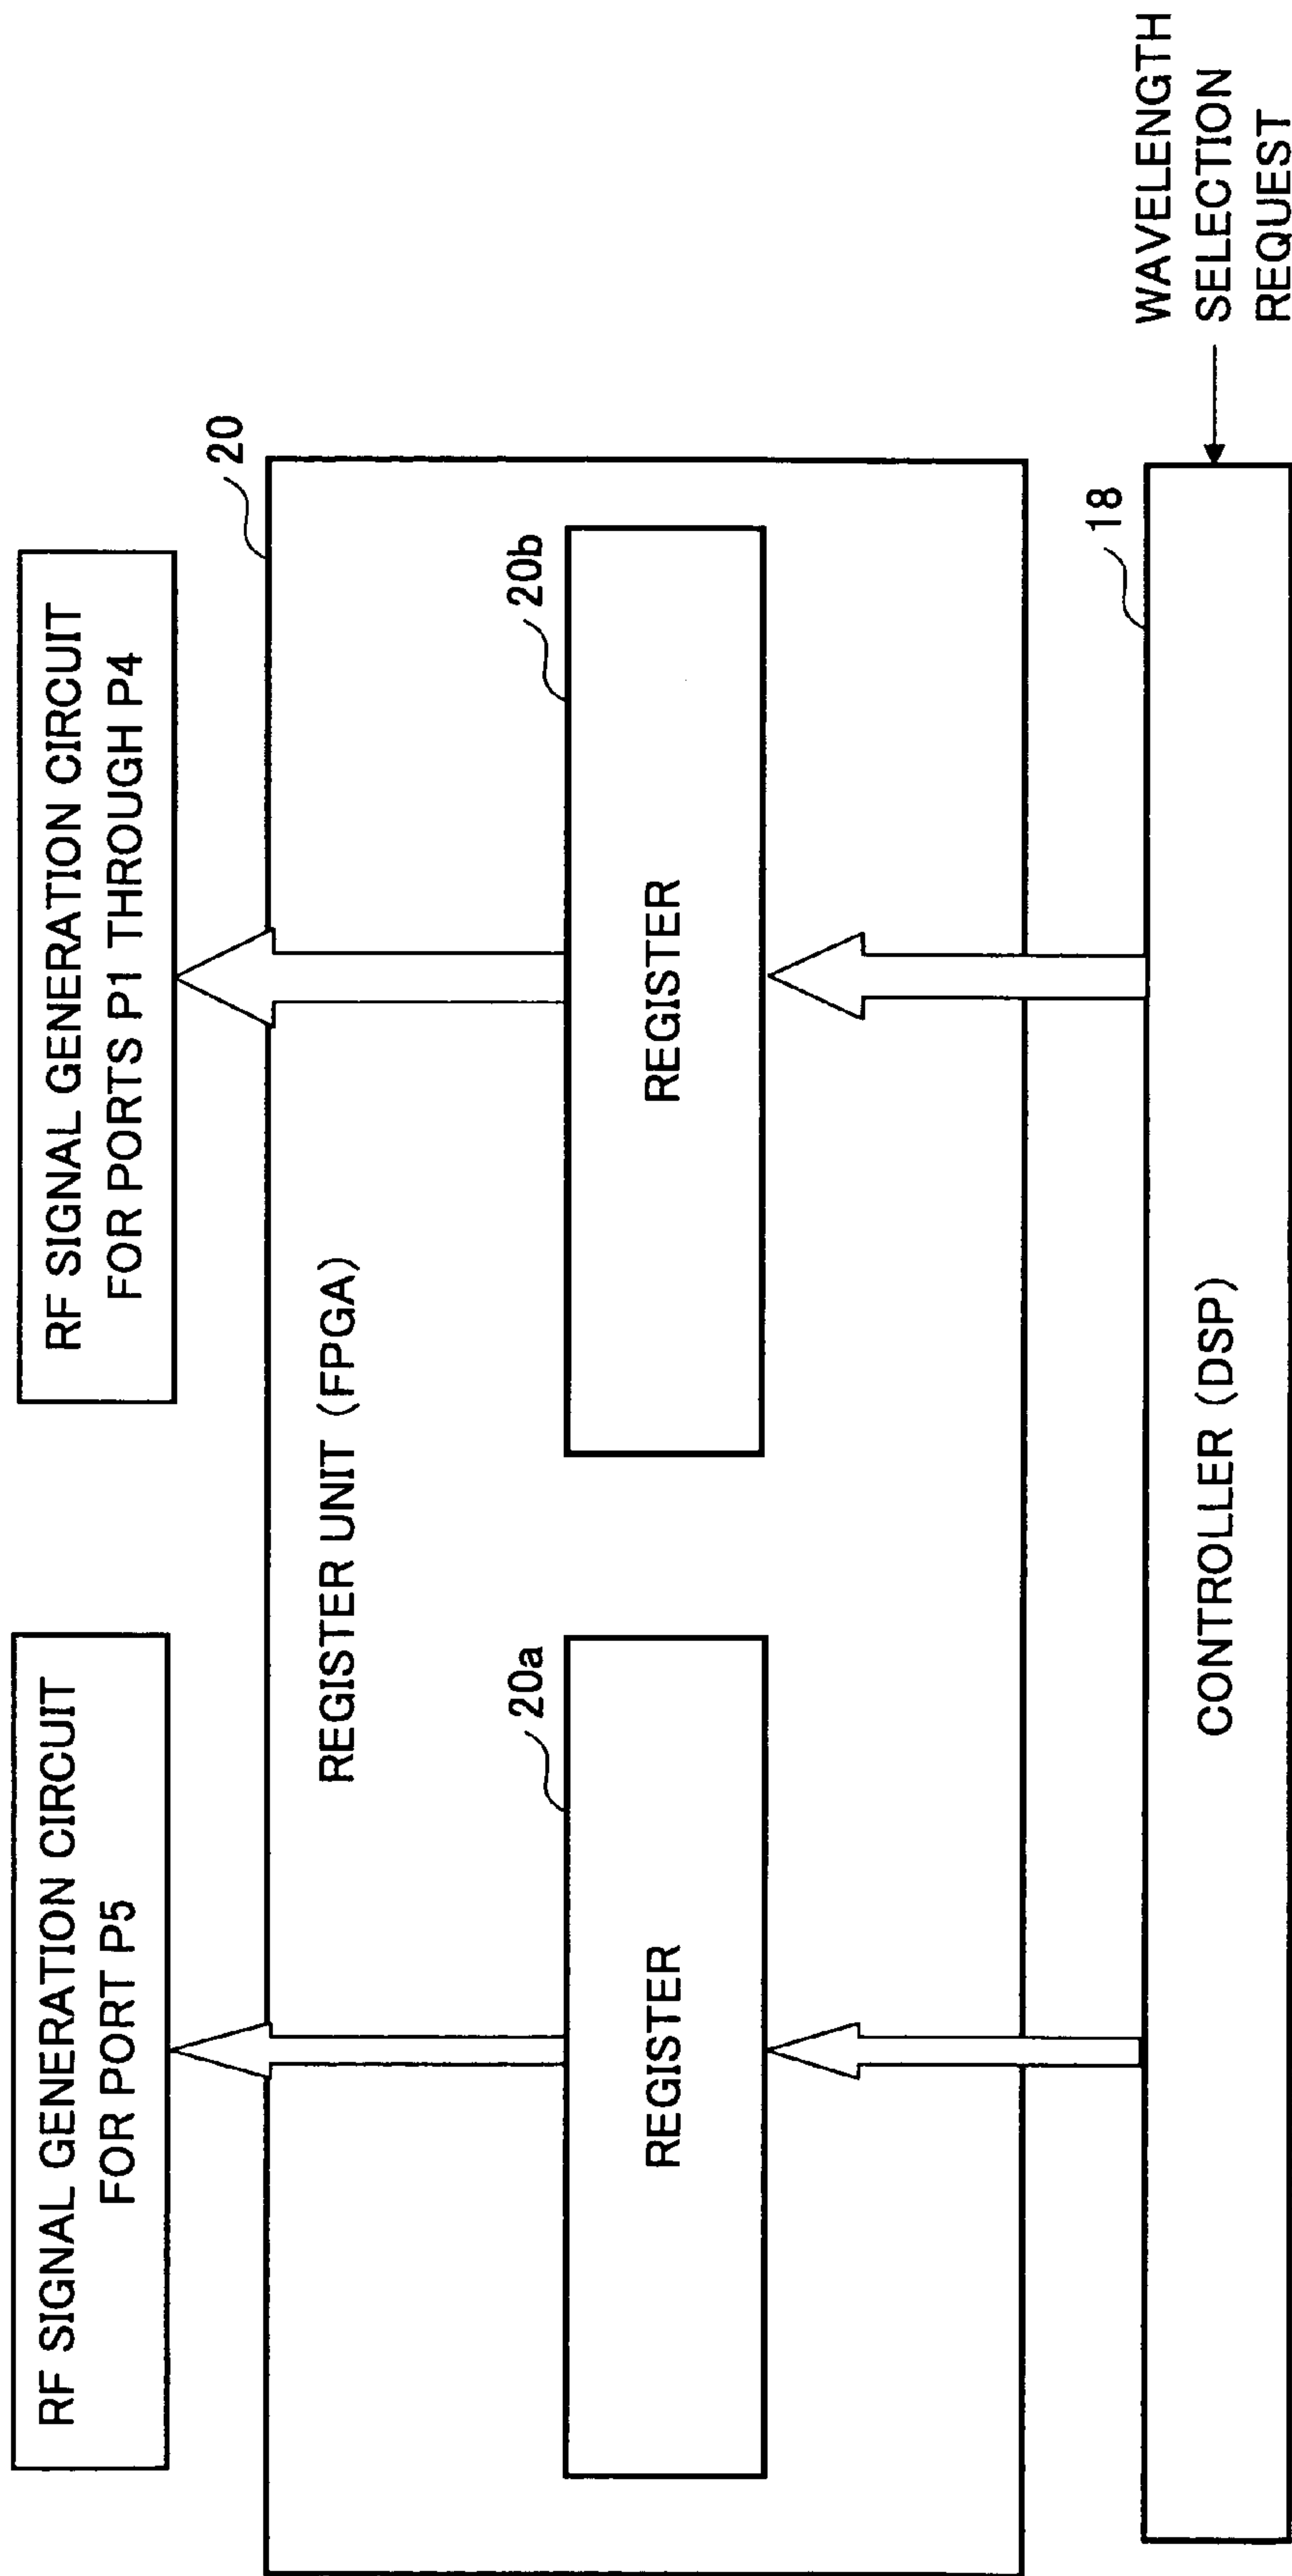 RF SIGNAL GENERATION CIRCUIT
FOR PORT P5
RF SIGNAL GENERATION CIRCUIT
FOR PORTS P1 THROUGH P4
20
REGISTER UNIT (FPGA)
20a
REGISTER
20b
REGISTER
18
CONTROLLER (DSP)
WAVELENGTH
SELECTION
REQUEST